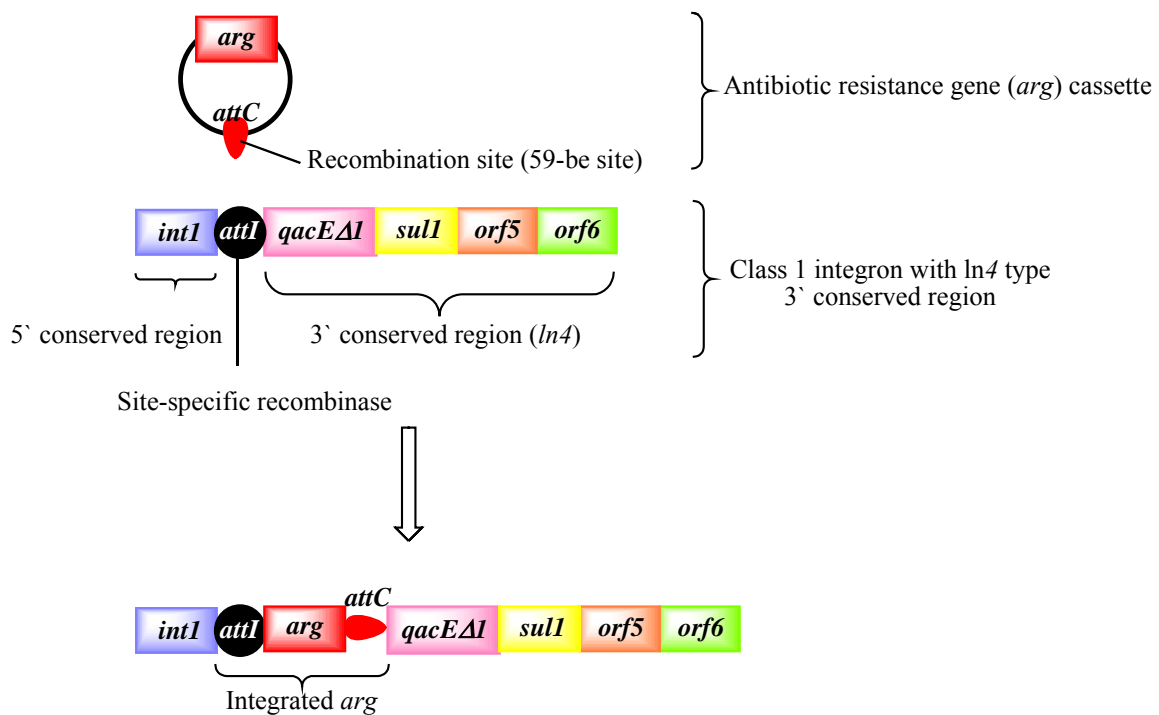 arg
attC
Antibiotic resistance gene (arg) cassette
Recombination site (59-be site)
int1 attI qacEΔ1 sul1 orf5 orf6
Class 1 integron with ln4 type
3` conserved region
5` conserved region
3` conserved region (ln4)
Site-specific recombinase
attC
int1 attI arg qacEΔ1 sul1 orf5 orf6
Integrated arg